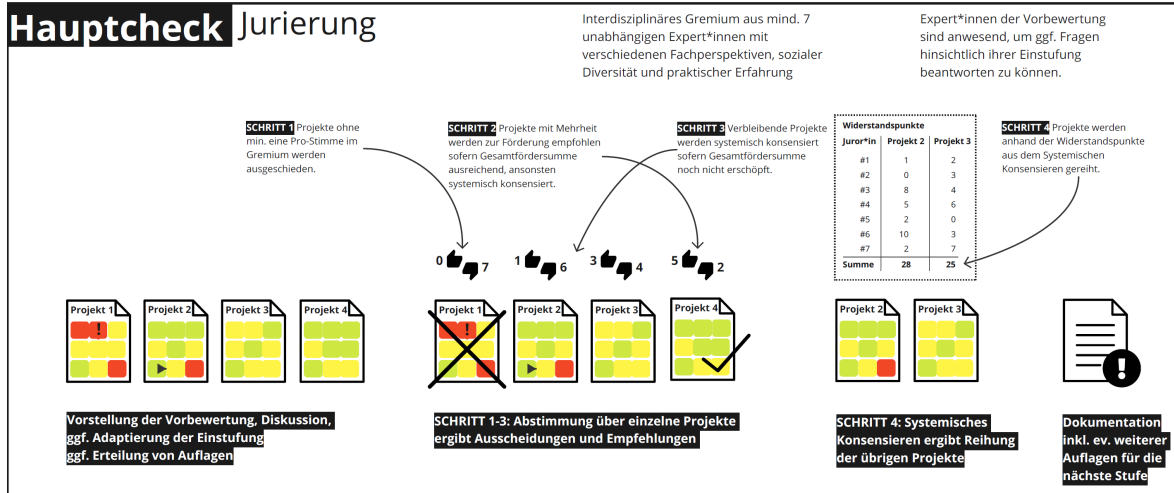 Hauptcheck Jurierung
Interdisziplinäres Gremium aus mind. 7
unabhängigen Expert*innen mit
verschiedenen Fachperspektiven, sozialer
Diversität und praktischer Erfahrung
Expert*innen der Vorbewertung
sind anwesend, um ggf. Fragen
hinsichtlich ihrer Einstufung
beantworten zu können.
SCHRITT 1 Projekte ohne
min. eine Pro-Stimme im
Gremium werden
ausgeschieden.
SCHRITT 2 Projekte mit Mehrheit
werden zur Förderung empfohlen
sofern Gesamtfördersumme
ausreichend, ansonsten
systemisch konsensiert.
SCHRITT 3 Verbleibende Projekte
werden systemisch konsensiert
sofern Gesamtfördersumme
noch nicht erschöpft.
Widerstandspunkte
Juror*in Projekt 2 Projekt 3
#1 1 2
#2 0 3
#3 8 4
#4 5 6
#5 2 0
#6 10 3
#7 2 7
Summe 28 25
SCHRITT 4 Projekte werden
anhand der Widerstandspunkte
aus dem Systemischen
Konsensieren gereiht.
0 7 1 6 3 4 5 2
Projekt 1 Projekt 2 Projekt 3 Projekt 4
!
Projekt 1 Projekt 2 Projekt 3 Projekt 4
!
Projekt 2 Projekt 3
!
Vorstellung der Vorbewertung, Diskussion,
ggf. Adaptierung der Einstufung
ggf. Erteilung von Auflagen
SCHRITT 1-3: Abstimmung über einzelne Projekte
ergibt Ausscheidungen und Empfehlungen
SCHRITT 4: Systemisches
Konsensieren ergibt Reihung
der übrigen Projekte
Dokumentation
inkl. ev. weiterer
Auflagen für die
nächste Stufe